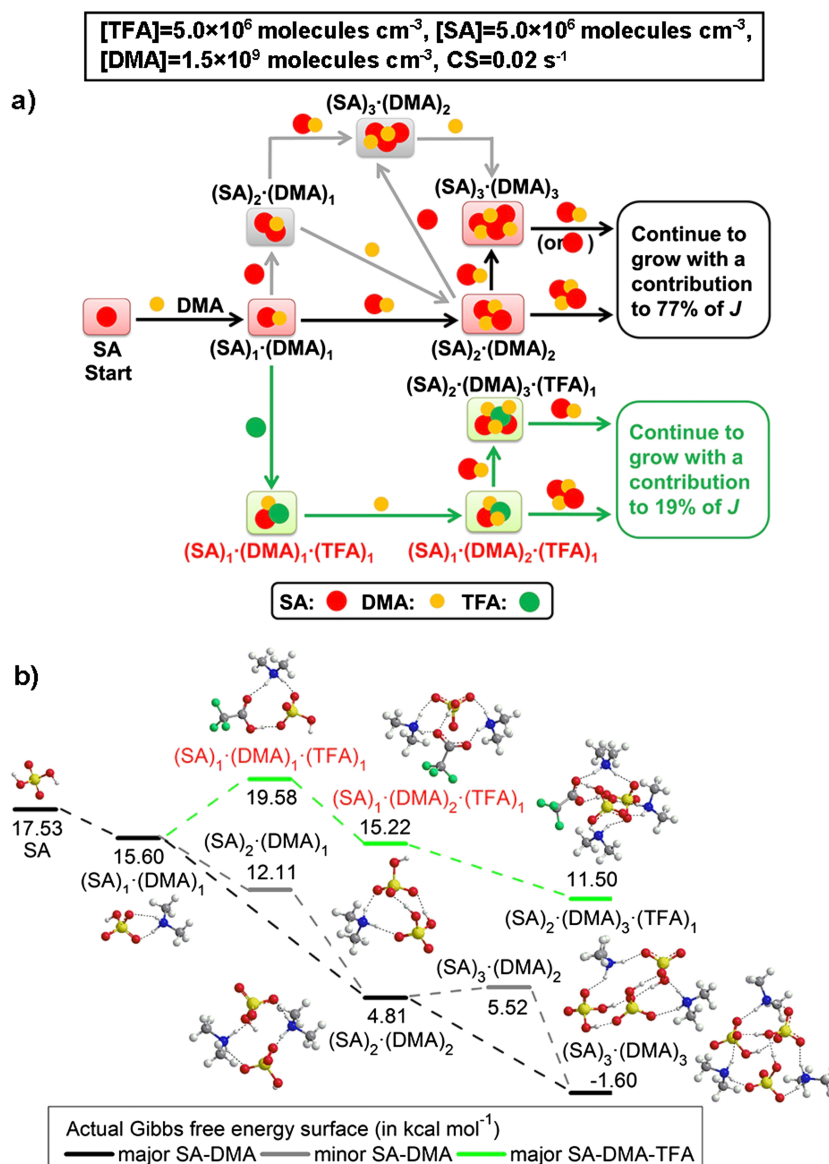 [TFA]=5.0×10⁶ molecules cm⁻³, [SA]=5.0×10⁶ molecules cm⁻³,
[DMA]=1.5×10⁹ molecules cm⁻³, CS=0.02 s⁻¹
a)
(SA)₃·(DMA)₂
(SA)₂·(DMA)₁
(SA)₃·(DMA)₃
(or )
Continue to
grow with a
contribution
to 77% of J
DMA
SA
Start
(SA)₁·(DMA)₁
(SA)₂·(DMA)₂
(SA)₂·(DMA)₃·(TFA)₁
Continue to
grow with a
contribution
to 19% of J
(SA)₁·(DMA)₁·(TFA)₁
(SA)₁·(DMA)₂·(TFA)₁
SA: DMA: TFA:
b)
(SA)₁·(DMA)₁·(TFA)₁
19.58
(SA)₁·(DMA)₂·(TFA)₁
15.22
17.53
SA
15.60
(SA)₁·(DMA)₁
(SA)₂·(DMA)₁
12.11
11.50
(SA)₂·(DMA)₃·(TFA)₁
4.81
(SA)₂·(DMA)₂
(SA)₃·(DMA)₂
5.52
(SA)₃·(DMA)₃
-1.60
Actual Gibbs free energy surface (in kcal mol⁻¹)
major SA-DMA minor SA-DMA major SA-DMA-TFA